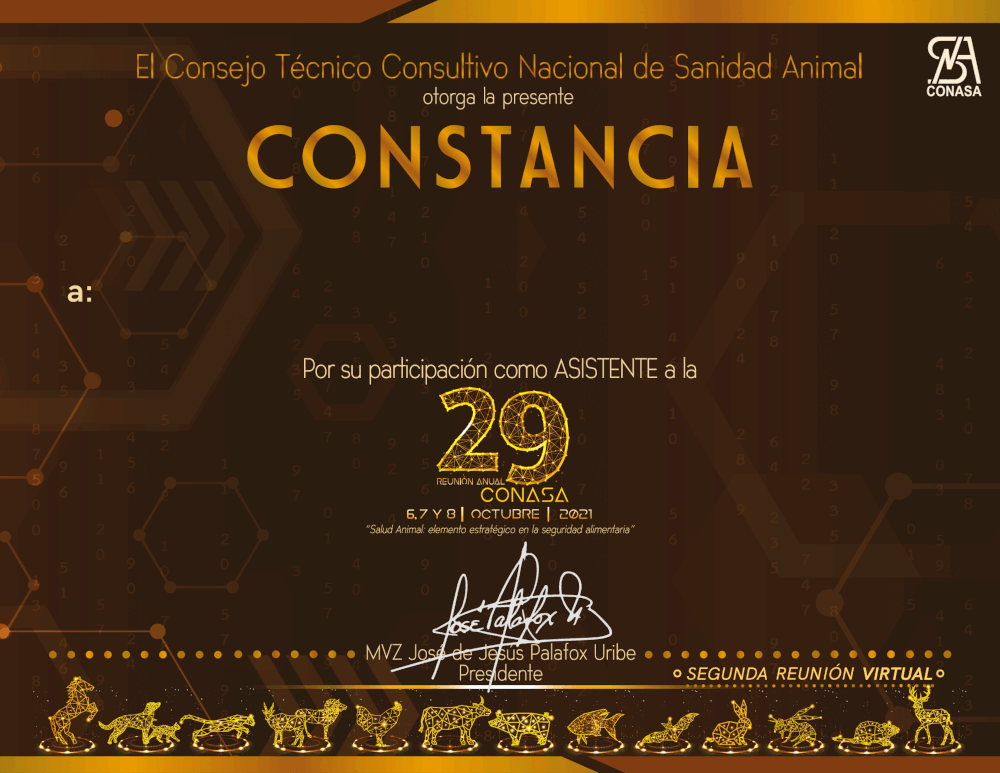 El Consejo Técnico Consultivo Nacional de Sanidad Animal
CONASA
otorga la presente
CONSTANCIA
a:
Por su participación como ASISTENTE a la
29
REUNIÓN ANUAL
CONASA
6,7 Y 8 | OCTUBRE | 2021
"Salud Animal: elemento estratégico en la seguridad alimentaria"
José Palafox U
MVZ José de Jesús Palafox Uribe
Presidente
SEGUNDA REUNIÓN VIRTUAL